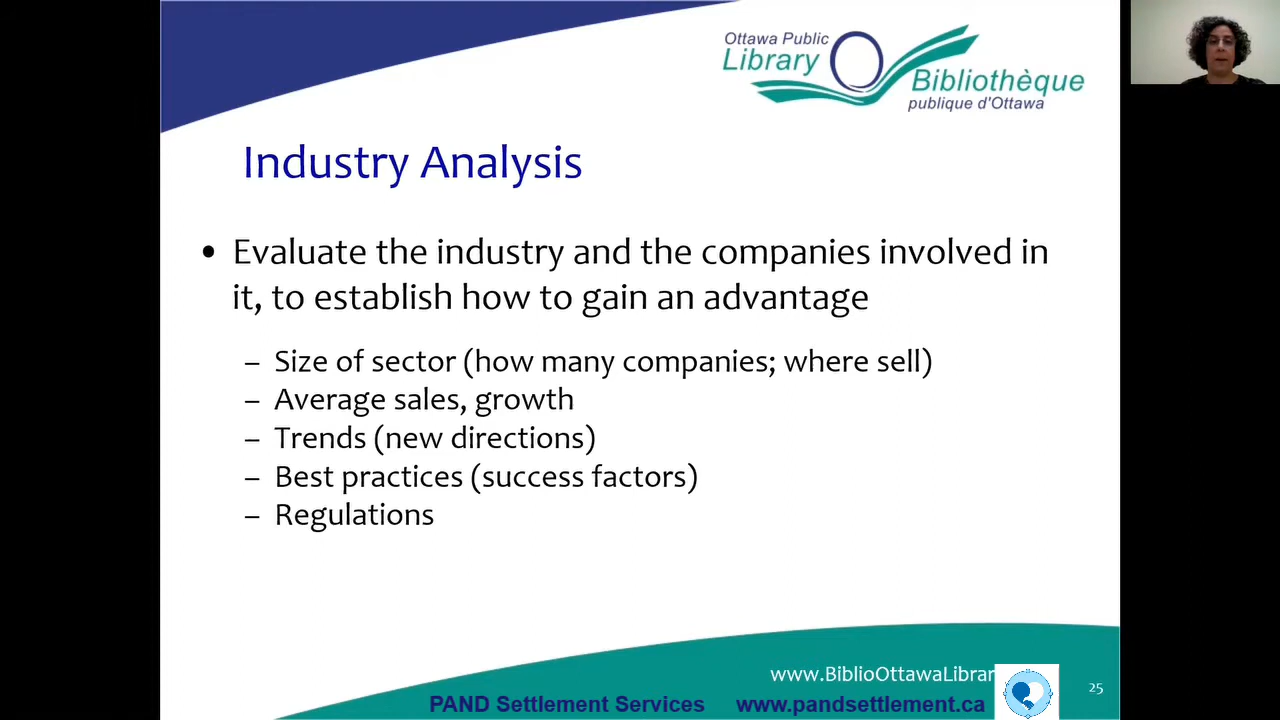 Ottawa Public
Library
Bibliothèque
publique d'Ottawa
Industry Analysis
• Evaluate the industry and the companies involved in
it, to establish how to gain an advantage
– Size of sector (how many companies; where sell)
– Average sales, growth
– Trends (new directions)
– Best practices (success factors)
– Regulations
www.BiblioOttawaLibrar
25
PAND Settlement Services www.pandsettlement.ca